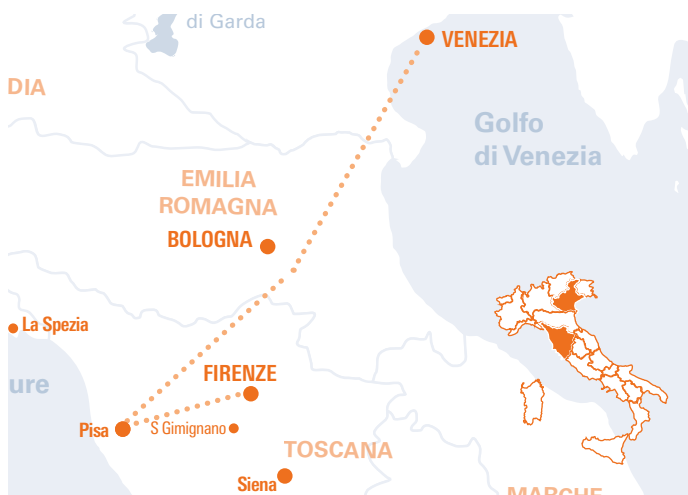 di Garda
VENEZIA
DIA
Golfo
di Venezia
EMILIA
ROMAGNA
BOLOGNA
La Spezia
FIRENZE
ure
Pisa
S Gimignano
TOSCANA
Siena
MARCHE